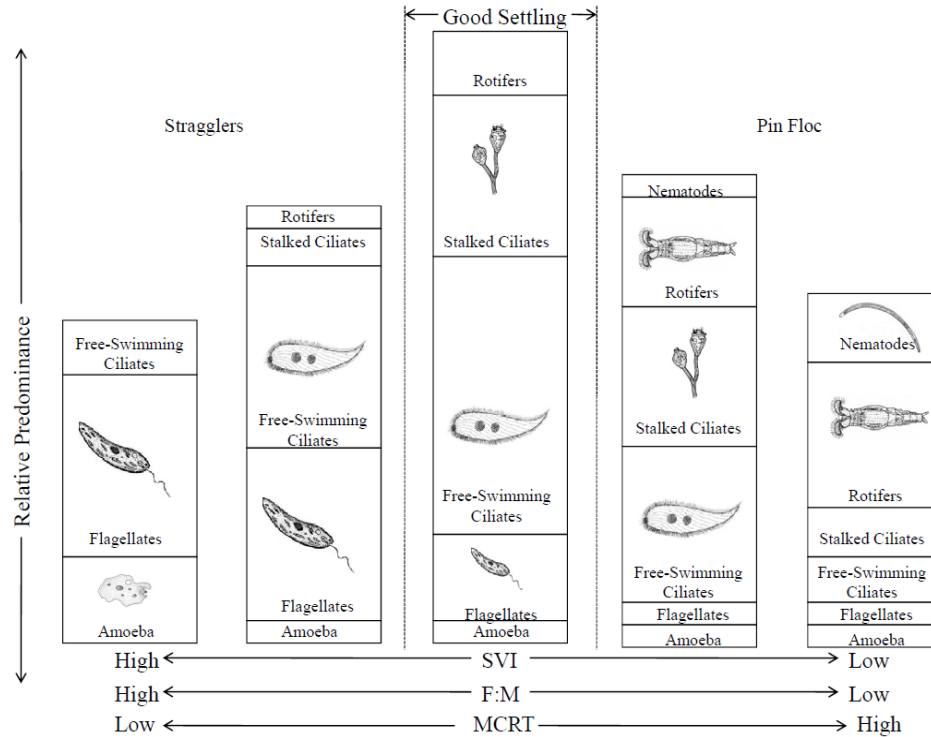 Good Settling
Relative Predominance
Stragglers
Pin Floc
Free-Swimming
Ciliates
Flagellates
Amoeba
Rotifers
Stalked Ciliates
Free-Swimming
Ciliates
Flagellates
Amoeba
Rotifers
Stalked Ciliates
Free-Swimming
Ciliates
Flagellates
Amoeba
Nematodes
Rotifers
Stalked Ciliates
Free-Swimming
Ciliates
Flagellates
Amoeba
Nematodes
Rotifers
Stalked Ciliates
Free-Swimming
Ciliates
Flagellates
Amoeba
High SVI Low
High F:M Low
Low MCRT High